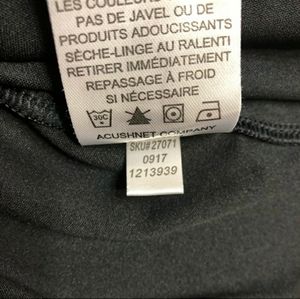 LES COULEURS
PAS DE JAVEL OU DE
PRODUITS ADOUCISSANTS
SÈCHE-LINGE AU RALENTI
RETIRER IMMÉDIATEMENT
REPASSAGE À FROID
SI NÉCESSAIRE
30C
ACUSHNET COMPANY
SKU# 27071
0917
1213939